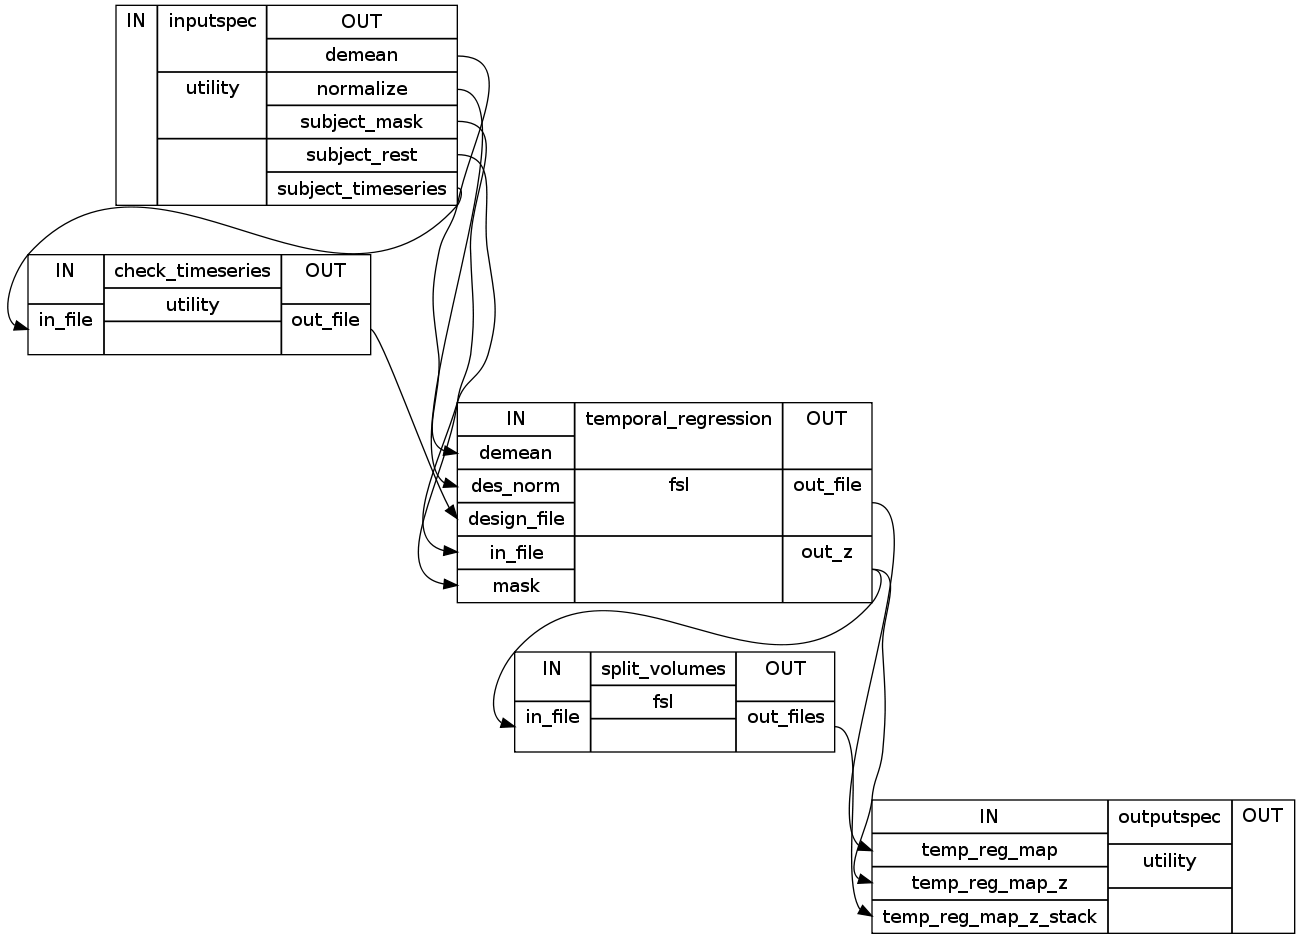 IN
inputspec
OUT
demean
utility
normalize
subject_mask
subject_rest
subject_timeseries
IN
check_timeseries
OUT
utility
in_file
out_file
IN
temporal_regression
OUT
demean
des_norm
fsl
out_file
design_file
in_file
out_z
mask
IN
split_volumes
OUT
fsl
in_file
out_files
IN
outputspec
OUT
temp_reg_map
utility
temp_reg_map_z
temp_reg_map_z_stack